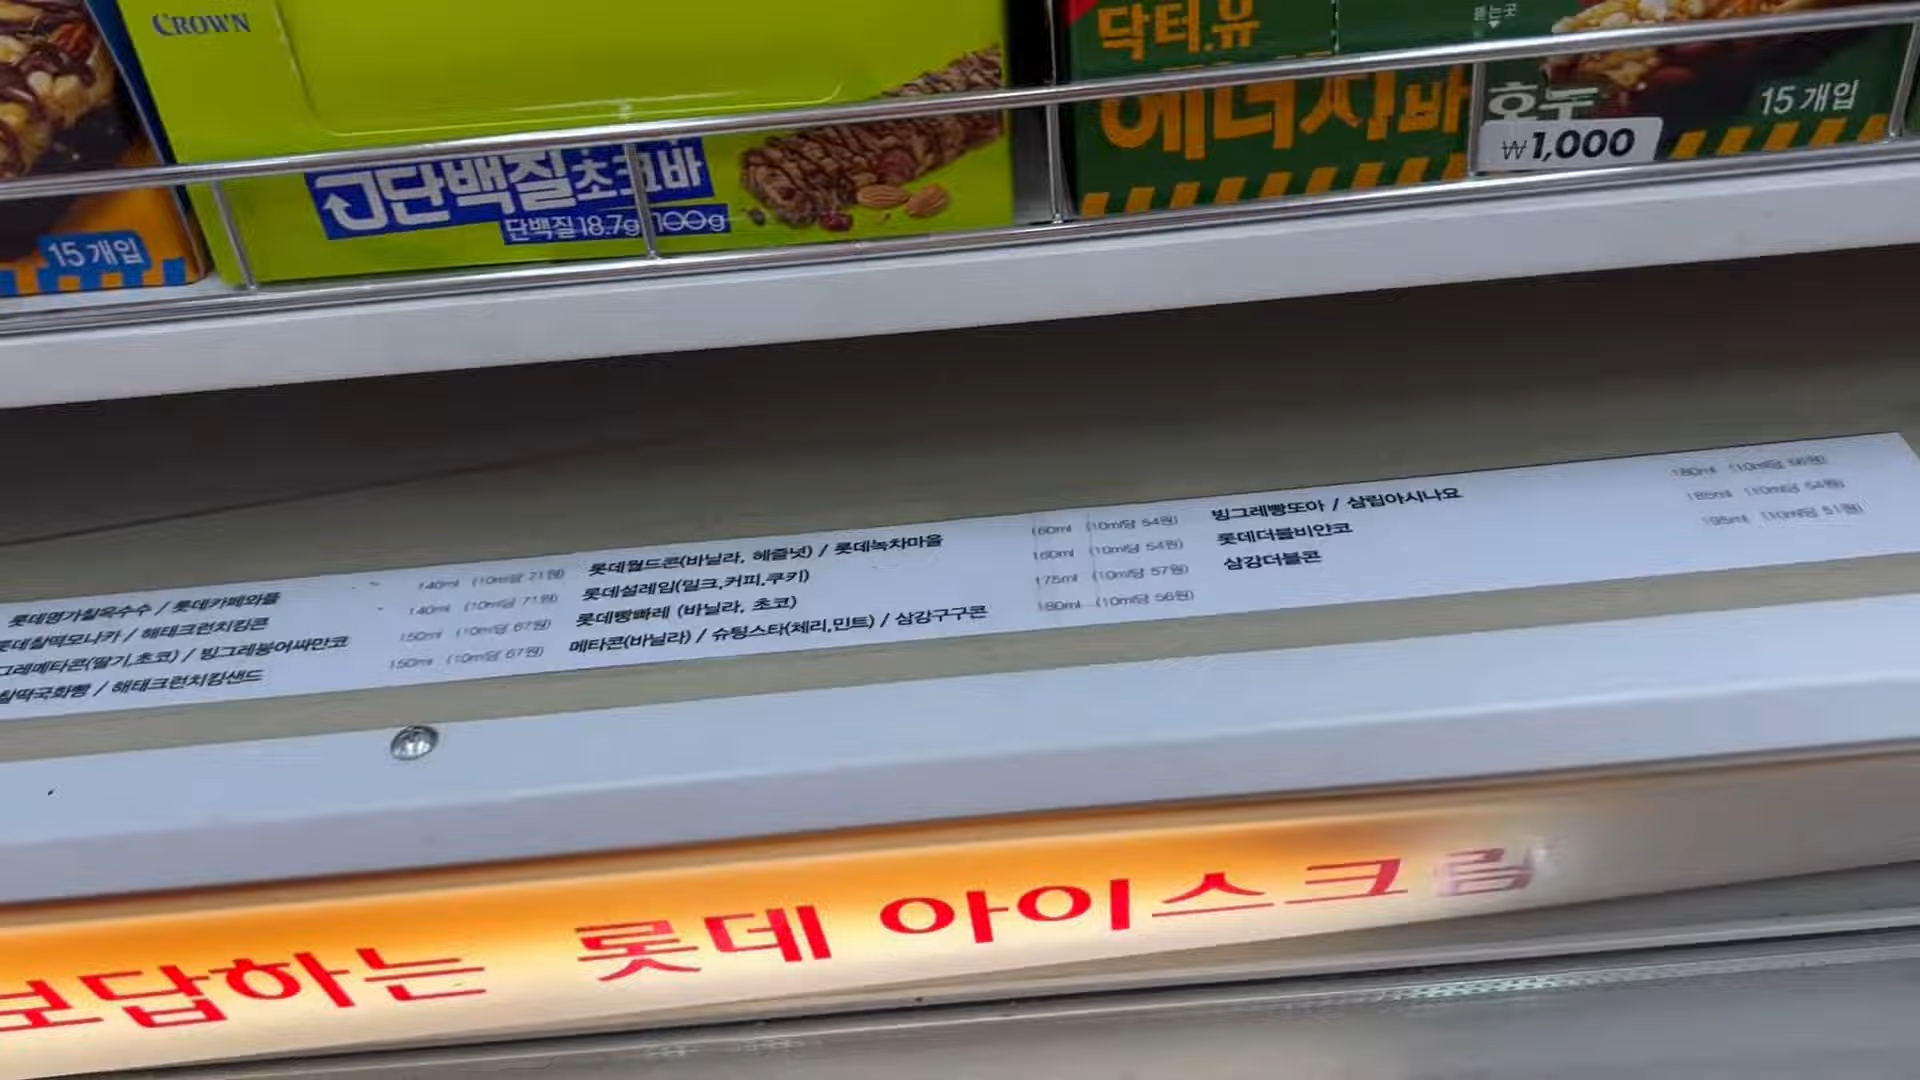 CROWN
닥터.유
뜯는곳
에너지바
호두
15개입
₩1,000
단백질초코바
단백질 18.7g/100g
15개입
롯데명가찰옥수수 / 롯데카페와플
롯데찰떡모나카 / 해태크런치킹콘
그레메타콘(딸기,초코) / 빙그레붕어싸만코
찰떡국화빵 / 해태크런치킹샌드
140ml (10ml당 71원) 롯데월드콘(바닐라, 헤즐넛) / 롯데녹차마을
140ml (10ml당 71원) 롯데설레임(밀크,커피,쿠키)
150ml (10ml당 67원) 롯데빵빠레 (바닐라, 초코)
150ml (10ml당 67원) 메타콘(바닐라) / 슈팅스타(체리,민트) / 삼강구구콘
160ml (10ml당 54원) 빙그레빵또아 / 삼립아시나요
160ml (10ml당 54원) 롯데더블비얀코
175ml (10ml당 57원) 삼강더블콘
180ml (10ml당 56원)
180ml (10ml당 56원)
185ml (10ml당 54원)
195ml (10ml당 51원)
보답하는 롯데 아이스크림